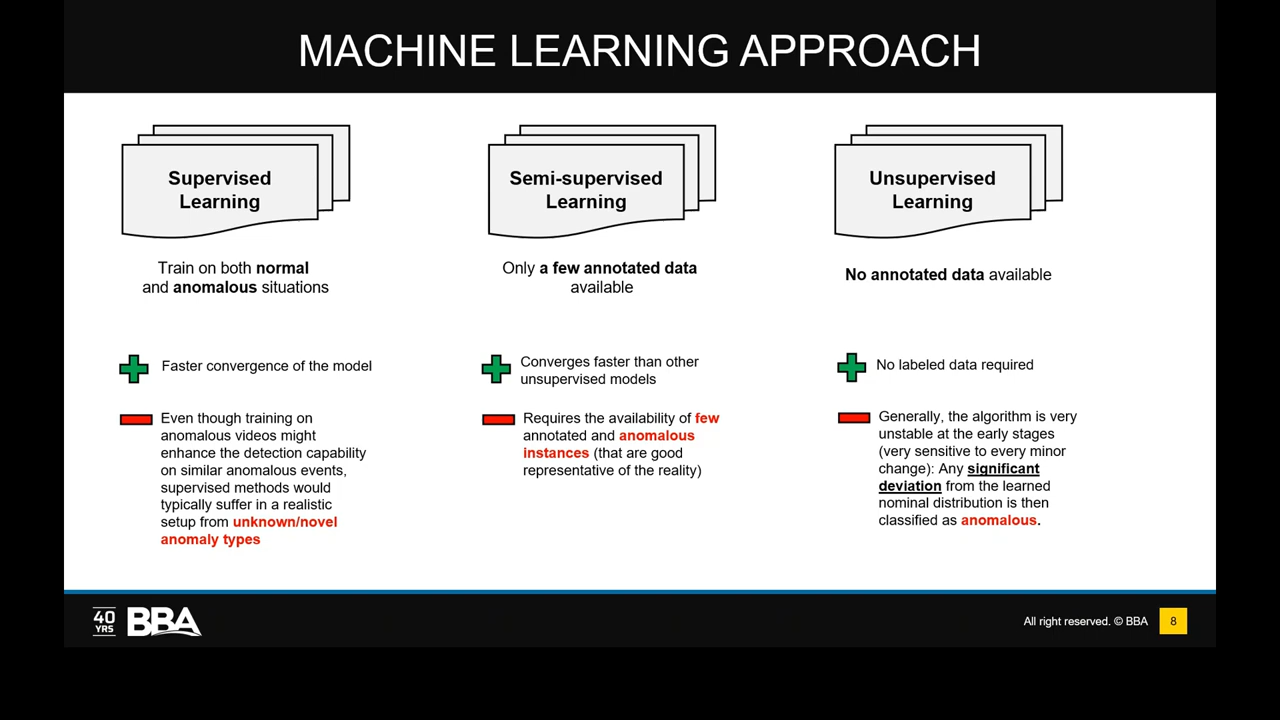 MACHINE LEARNING APPROACH
Supervised
Learning
Train on both normal
and anomalous situations
Faster convergence of the model
Even though training on
anomalous videos might
enhance the detection capability
on similar anomalous events,
supervised methods would
typically suffer in a realistic
setup from unknown/novel
anomaly types
Semi-supervised
Learning
Only a few annotated data
available
Converges faster than other
unsupervised models
Requires the availability of few
annotated and anomalous
instances (that are good
representative of the reality)
Unsupervised
Learning
No annotated data available
No labeled data required
Generally, the algorithm is very
unstable at the early stages
(very sensitive to every minor
change): Any significant
deviation from the learned
nominal distribution is then
classified as anomalous.
40
YRS
BBA
All right reserved. © BBA
8